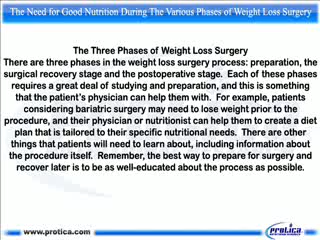 The Need for Good Nutrition During The Various Phases of Weight Loss Surgery
The Three Phases of Weight Loss Surgery
There are three phases in the weight loss surgery process: preparation, the
surgical recovery stage and the postoperative stage.  Each of these phases
requires a great deal of studying and preparation, and this is something
that the patient's physician can help them with.  For example, patients
considering bariatric surgery may need to lose weight prior to the
procedure, and their physician or nutritionist can help them to create a diet
plan that is tailored to their specific nutritional needs.  There are other
things that patients will need to learn about, including information about
the procedure itself.  Remember, the best way to prepare for surgery and
recover later is to be as well-educated about the process as possible.
www.protica.com
protica